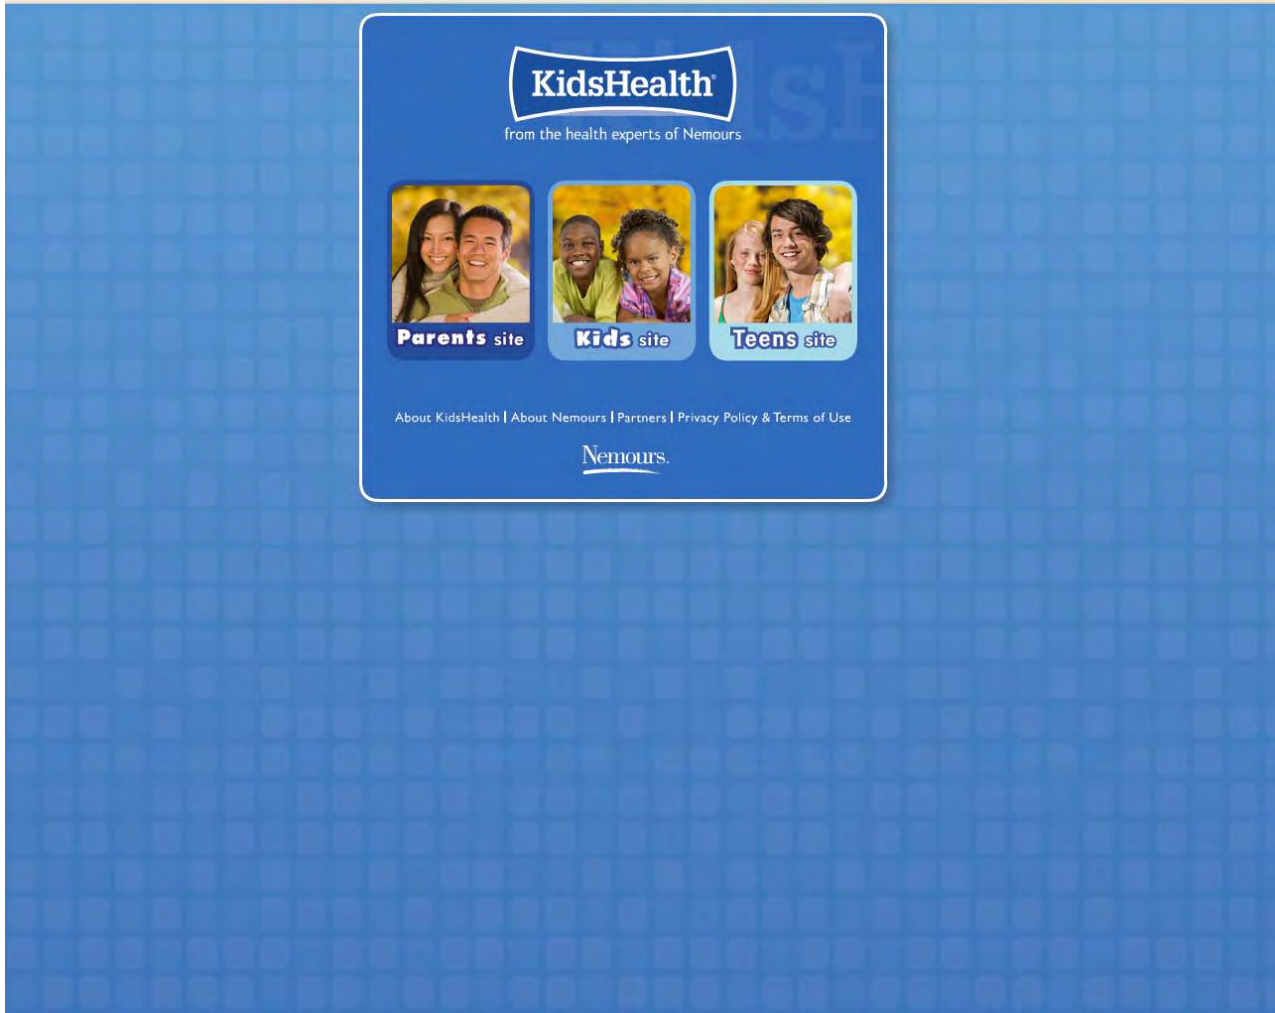 KidsHealth®
from the health experts of Nemours
Parents site
Kids site
Teens site
About KidsHealth | About Nemours | Partners | Privacy Policy & Terms of Use
Nemours.